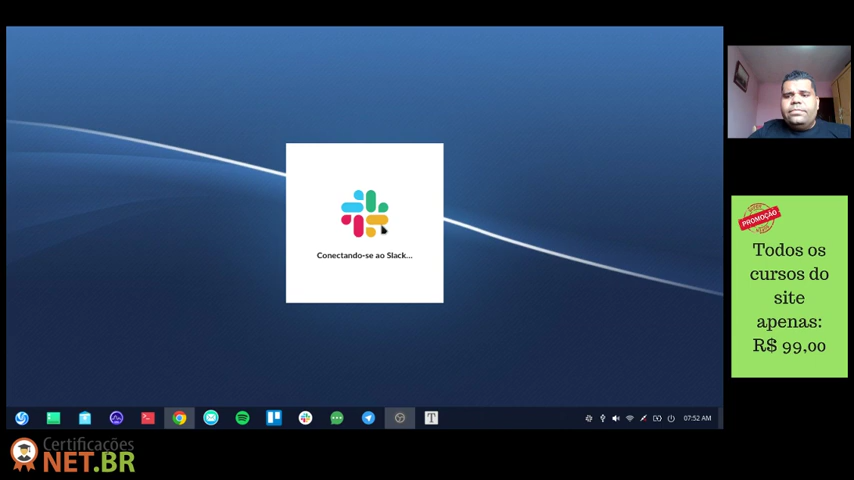 Conectando-se ao Slack...
PROMOÇÃO
Todos os
cursos do
site
apenas:
R$ 99,00
T
07:52 AM
Certificações
NET.BR